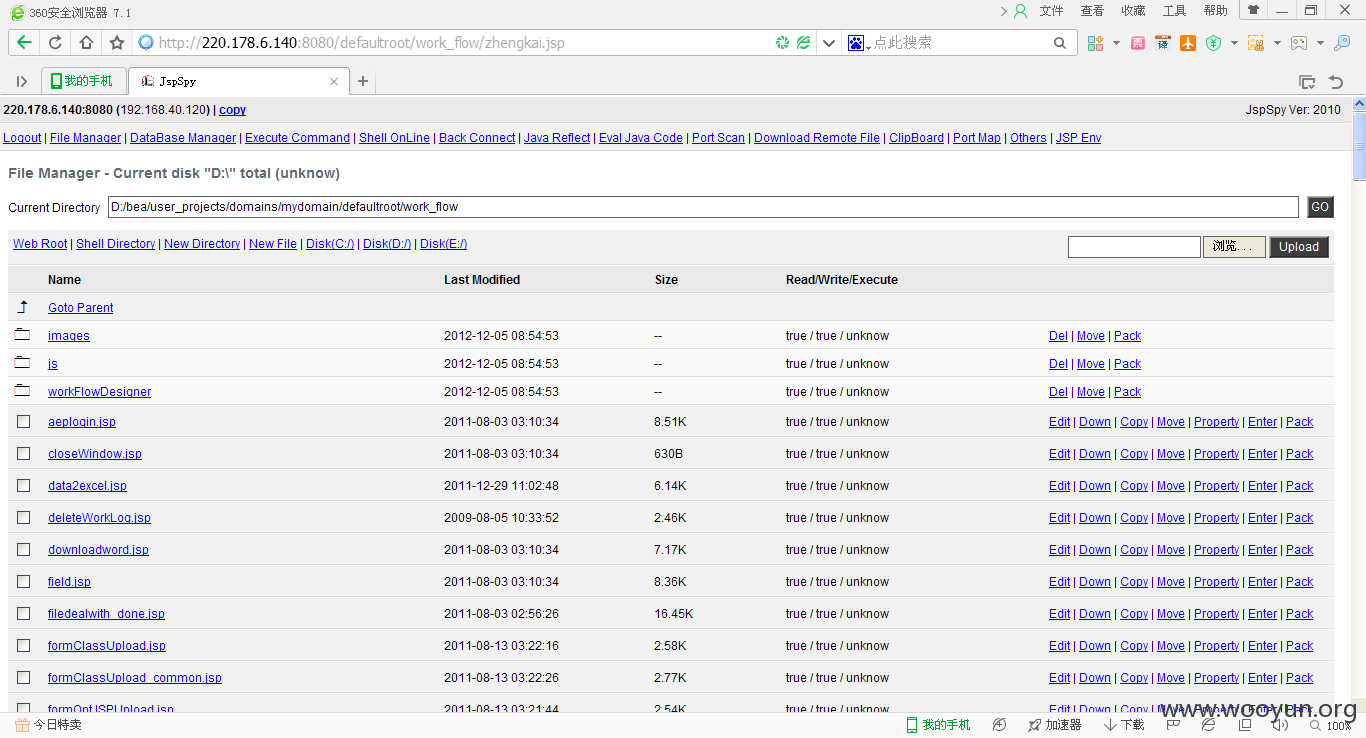 360安全浏览器 7.1 文件 查看 收藏 工具 帮助
http://220.178.6.140:8080/defaultroot/work_flow/zhengkai.jsp 点此搜索
我的手机 JspSpy
220.178.6.140:8080 (192.168.40.120) | copy JspSpy Ver: 2010
Logout | File Manager | DataBase Manager | Execute Command | Shell OnLine | Back Connect | Java Reflect | Eval Java Code | Port Scan | Download Remote File | ClipBoard | Port Map | Others | JSP Env
File Manager - Current disk "D:\" total (unknow)
Current Directory D:/bea/user_projects/domains/mydomain/defaultroot/work_flow GO
Web Root | Shell Directory | New Directory | New File | Disk(C:/) | Disk(D:/) | Disk(E:/) 浏览... Upload
Name Last Modified Size Read/Write/Execute
Goto Parent
images 2012-12-05 08:54:53 -- true / true / unknow Del | Move | Pack
js 2012-12-05 08:54:53 -- true / true / unknow Del | Move | Pack
workFlowDesigner 2012-12-05 08:54:53 -- true / true / unknow Del | Move | Pack
aeplogin.jsp 2011-08-03 03:10:34 8.51K true / true / unknow Edit | Down | Copy | Move | Property | Enter | Pack
closeWindow.jsp 2011-08-03 03:10:34 630B true / true / unknow Edit | Down | Copy | Move | Property | Enter | Pack
data2excel.jsp 2011-12-29 11:02:48 6.14K true / true / unknow Edit | Down | Copy | Move | Property | Enter | Pack
deleteWorkLog.jsp 2009-08-05 10:33:52 2.46K true / true / unknow Edit | Down | Copy | Move | Property | Enter | Pack
downloadword.jsp 2011-08-03 03:10:34 7.17K true / true / unknow Edit | Down | Copy | Move | Property | Enter | Pack
field.jsp 2011-08-03 03:10:34 8.36K true / true / unknow Edit | Down | Copy | Move | Property | Enter | Pack
filedealwith_done.jsp 2011-08-03 02:56:26 16.45K true / true / unknow Edit | Down | Copy | Move | Property | Enter | Pack
formClassUpload.jsp 2011-08-13 03:22:16 2.58K true / true / unknow Edit | Down | Copy | Move | Property | Enter | Pack
formClassUpload_common.jsp 2011-08-13 03:22:26 2.77K true / true / unknow Edit | Down | Copy | Move | Property | Enter | Pack
formOptJSPUpload.jsp 2011-08-13 03:21:44 2.54K true / true / unknow Edit | Down | Copy | Move | Property | Enter | Pack
www.wooyun.org
今日特卖 我的手机 加速器 下载 100%